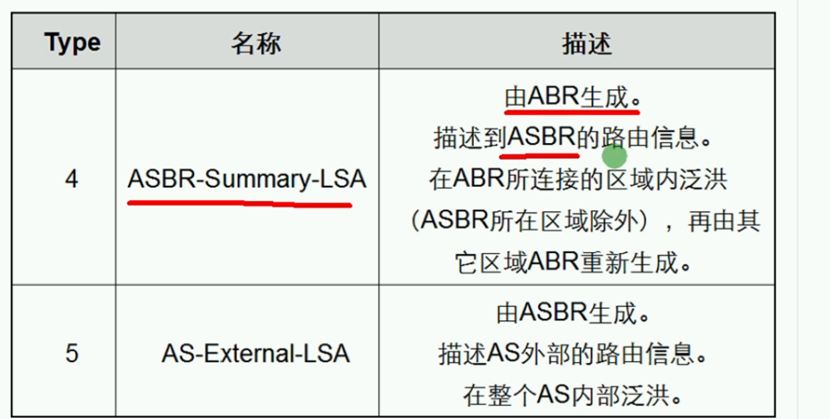 Type 名称 描述
由ABR生成。
描述到ASBR的路由信息。
4 ASBR-Summary-LSA 在ABR所连接的区域内泛洪
（ASBR所在区域除外），再由其
它区域ABR重新生成。
由ASBR生成。
5 AS-External-LSA 描述AS外部的路由信息。
在整个AS内部泛洪。